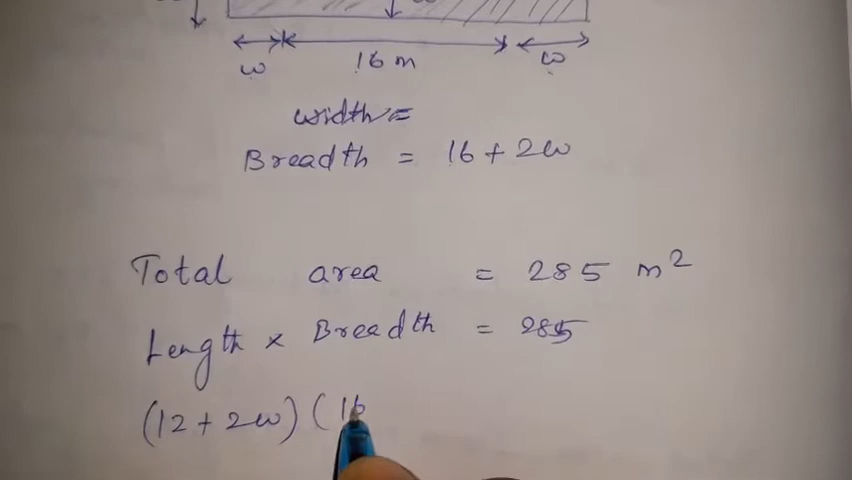 w 16 m w
width =
Breadth = 16 + 2w
Total area = 285 m²
Length × Breadth = 285
(12 + 2w) (16